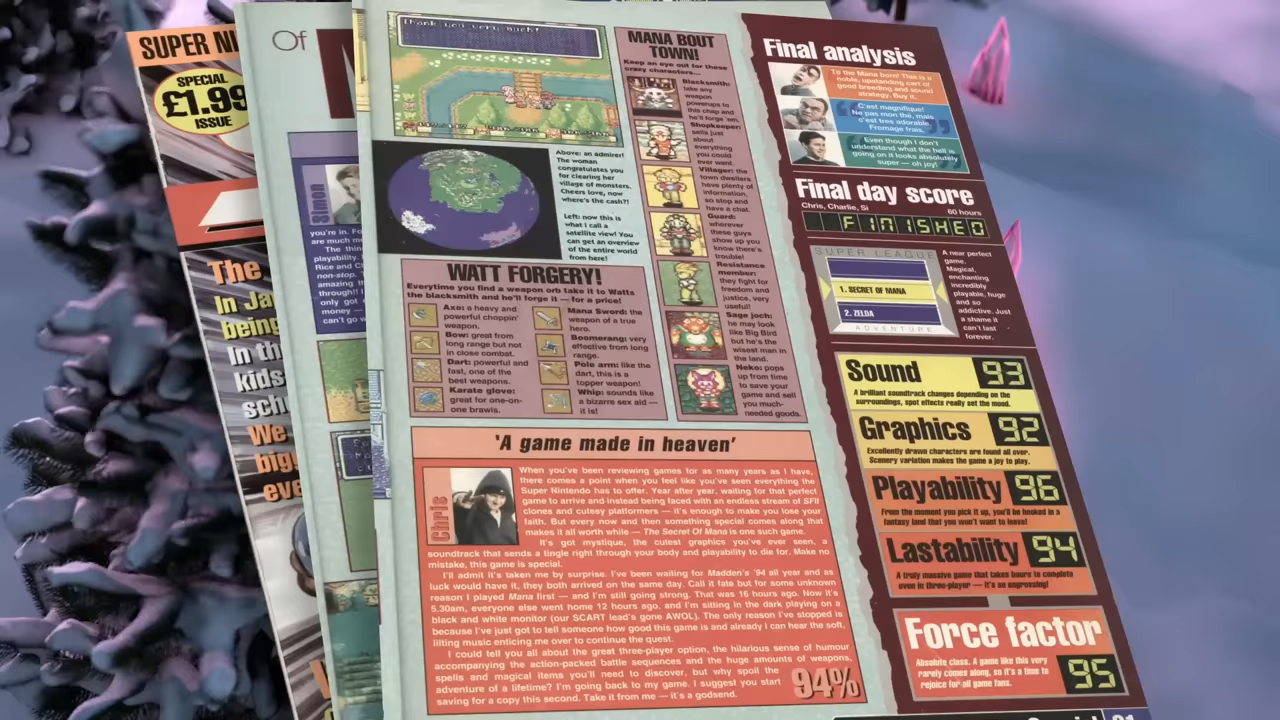 SUPER NI
SPECIAL
£1.99
ISSUE
The
In Ja
being
In th
kids
sch
We
big
eve
Of
Simon
you're in. Fo
are much m
The thin
playability.
Rice and C
non-stop.
amazing
through!! I
only got
money —
can't go w
Thank you very much!
Above: an admirer!
The woman
congratulates you
for clearing her
village of monsters.
Cheers love, now
where's the cash?!
Left: now this is
what I call a
satellite view! You
can get an overview
of the entire world
from here!
MANA BOUT
TOWN!
Keep an eye out for these
crazy characters...
Blacksmith:
take any
weapon
powerups to
this chap and
he'll forge 'em.
Shopkeeper:
sells just
about
everything
you could
ever want.
Villager: the
town dwellers
have plenty of
information,
so stop and
have a chat.
Guard:
wherever
these guys
show up you
know there's
trouble!
Resistance
member:
they fight for
freedom and
justice, very
useful!
Sage joch:
he may look
like Big Bird
but he's the
wisest man in
the land.
Neko: pops
up from time
to save your
game and sell
you much-
needed goods.
WATT FORGERY!
Everytime you find a weapon orb take it to Watts
the blacksmith and he'll forge it — for a price!
Axe: a heavy and
powerful choppin'
weapon.
Bow: great from
long range but not
in close combat.
Dart: powerful and
fast, one of the
best weapons.
Karate glove:
great for one-on-
one brawls.
Mana Sword: the
weapon of a true
hero.
Boomerang: very
effective from long
range.
Pole arm: like the
dart, this is a
topper weapon!
Whip: sounds like
a bizarre sex aid —
it is!
'A game made in heaven'
Chris
When you've been reviewing games for as many years as I have,
there comes a point when you feel like you've seen everything the
Super Nintendo has to offer. Year after year, waiting for that perfect
game to arrive and instead being faced with an endless stream of SFII
clones and cutesy platformers — it's enough to make you lose your
faith. But every now and then something special comes along that
makes it all worth while — The Secret Of Mana is one such game.
It's got mystique, the cutest graphics you've ever seen, a
soundtrack that sends a tingle right through your body and playability to die for. Make no
mistake, this game is special.
I'll admit it's taken me by surprise. I've been waiting for Madden's '94 all year and as
luck would have it, they both arrived on the same day. Call it fate but for some unknown
reason I played Mana first — and I'm still going strong. That was 16 hours ago. Now it's
5.30am, everyone else went home 12 hours ago, and I'm sitting in the dark playing on a
black and white monitor (our SCART lead's gone AWOL). The only reason I've stopped is
because I've just got to tell someone how good this game is and already I can hear the soft,
lilting music enticing me over to continue the quest.
I could tell you all about the great three-player option, the hilarious sense of humour
accompanying the action-packed battle sequences and the huge amounts of weapons,
spells and magical items you'll need to discover, but why spoil the
adventure of a lifetime? I'm going back to my game. I suggest you start
saving for a copy this second. Take it from me — it's a godsend.
94%
Final analysis
To the Mana born! This is a
noble, upstanding cart of
good breeding and sound
strategy. Buy it.
C'est magnifique!
Ne pas mon thé, mais
c'est tres adorable.
Fromage frais.
Even though I don't
understand what the hell is
going on it looks absolutely
super — oh joy!
Final day score
Chris, Charlie, Si 60 hours
FINISHED
SUPER LEAGUE
1. SECRET OF MANA
2. ZELDA
ADVENTURE
A near perfect
game.
Magical,
enchanting
incredibly
playable, huge
and so
addictive. Just
a shame it
can't last
forever.
Sound 93
A brilliant soundtrack changes depending on the
surroundings, spot effects really set the mood.
Graphics 92
Excellently drawn characters are found all over.
Scenery variation makes the game a joy to play.
Playability 96
From the moment you pick it up, you'll be hooked in a
fantasy land that you won't want to leave!
Lastability 94
A truly massive game that takes hours to complete
even in three-player — it's so engrossing!
Force factor
Absolute class. A game like this very
rarely comes along, so it's a time to
rejoice for all game fans.
95